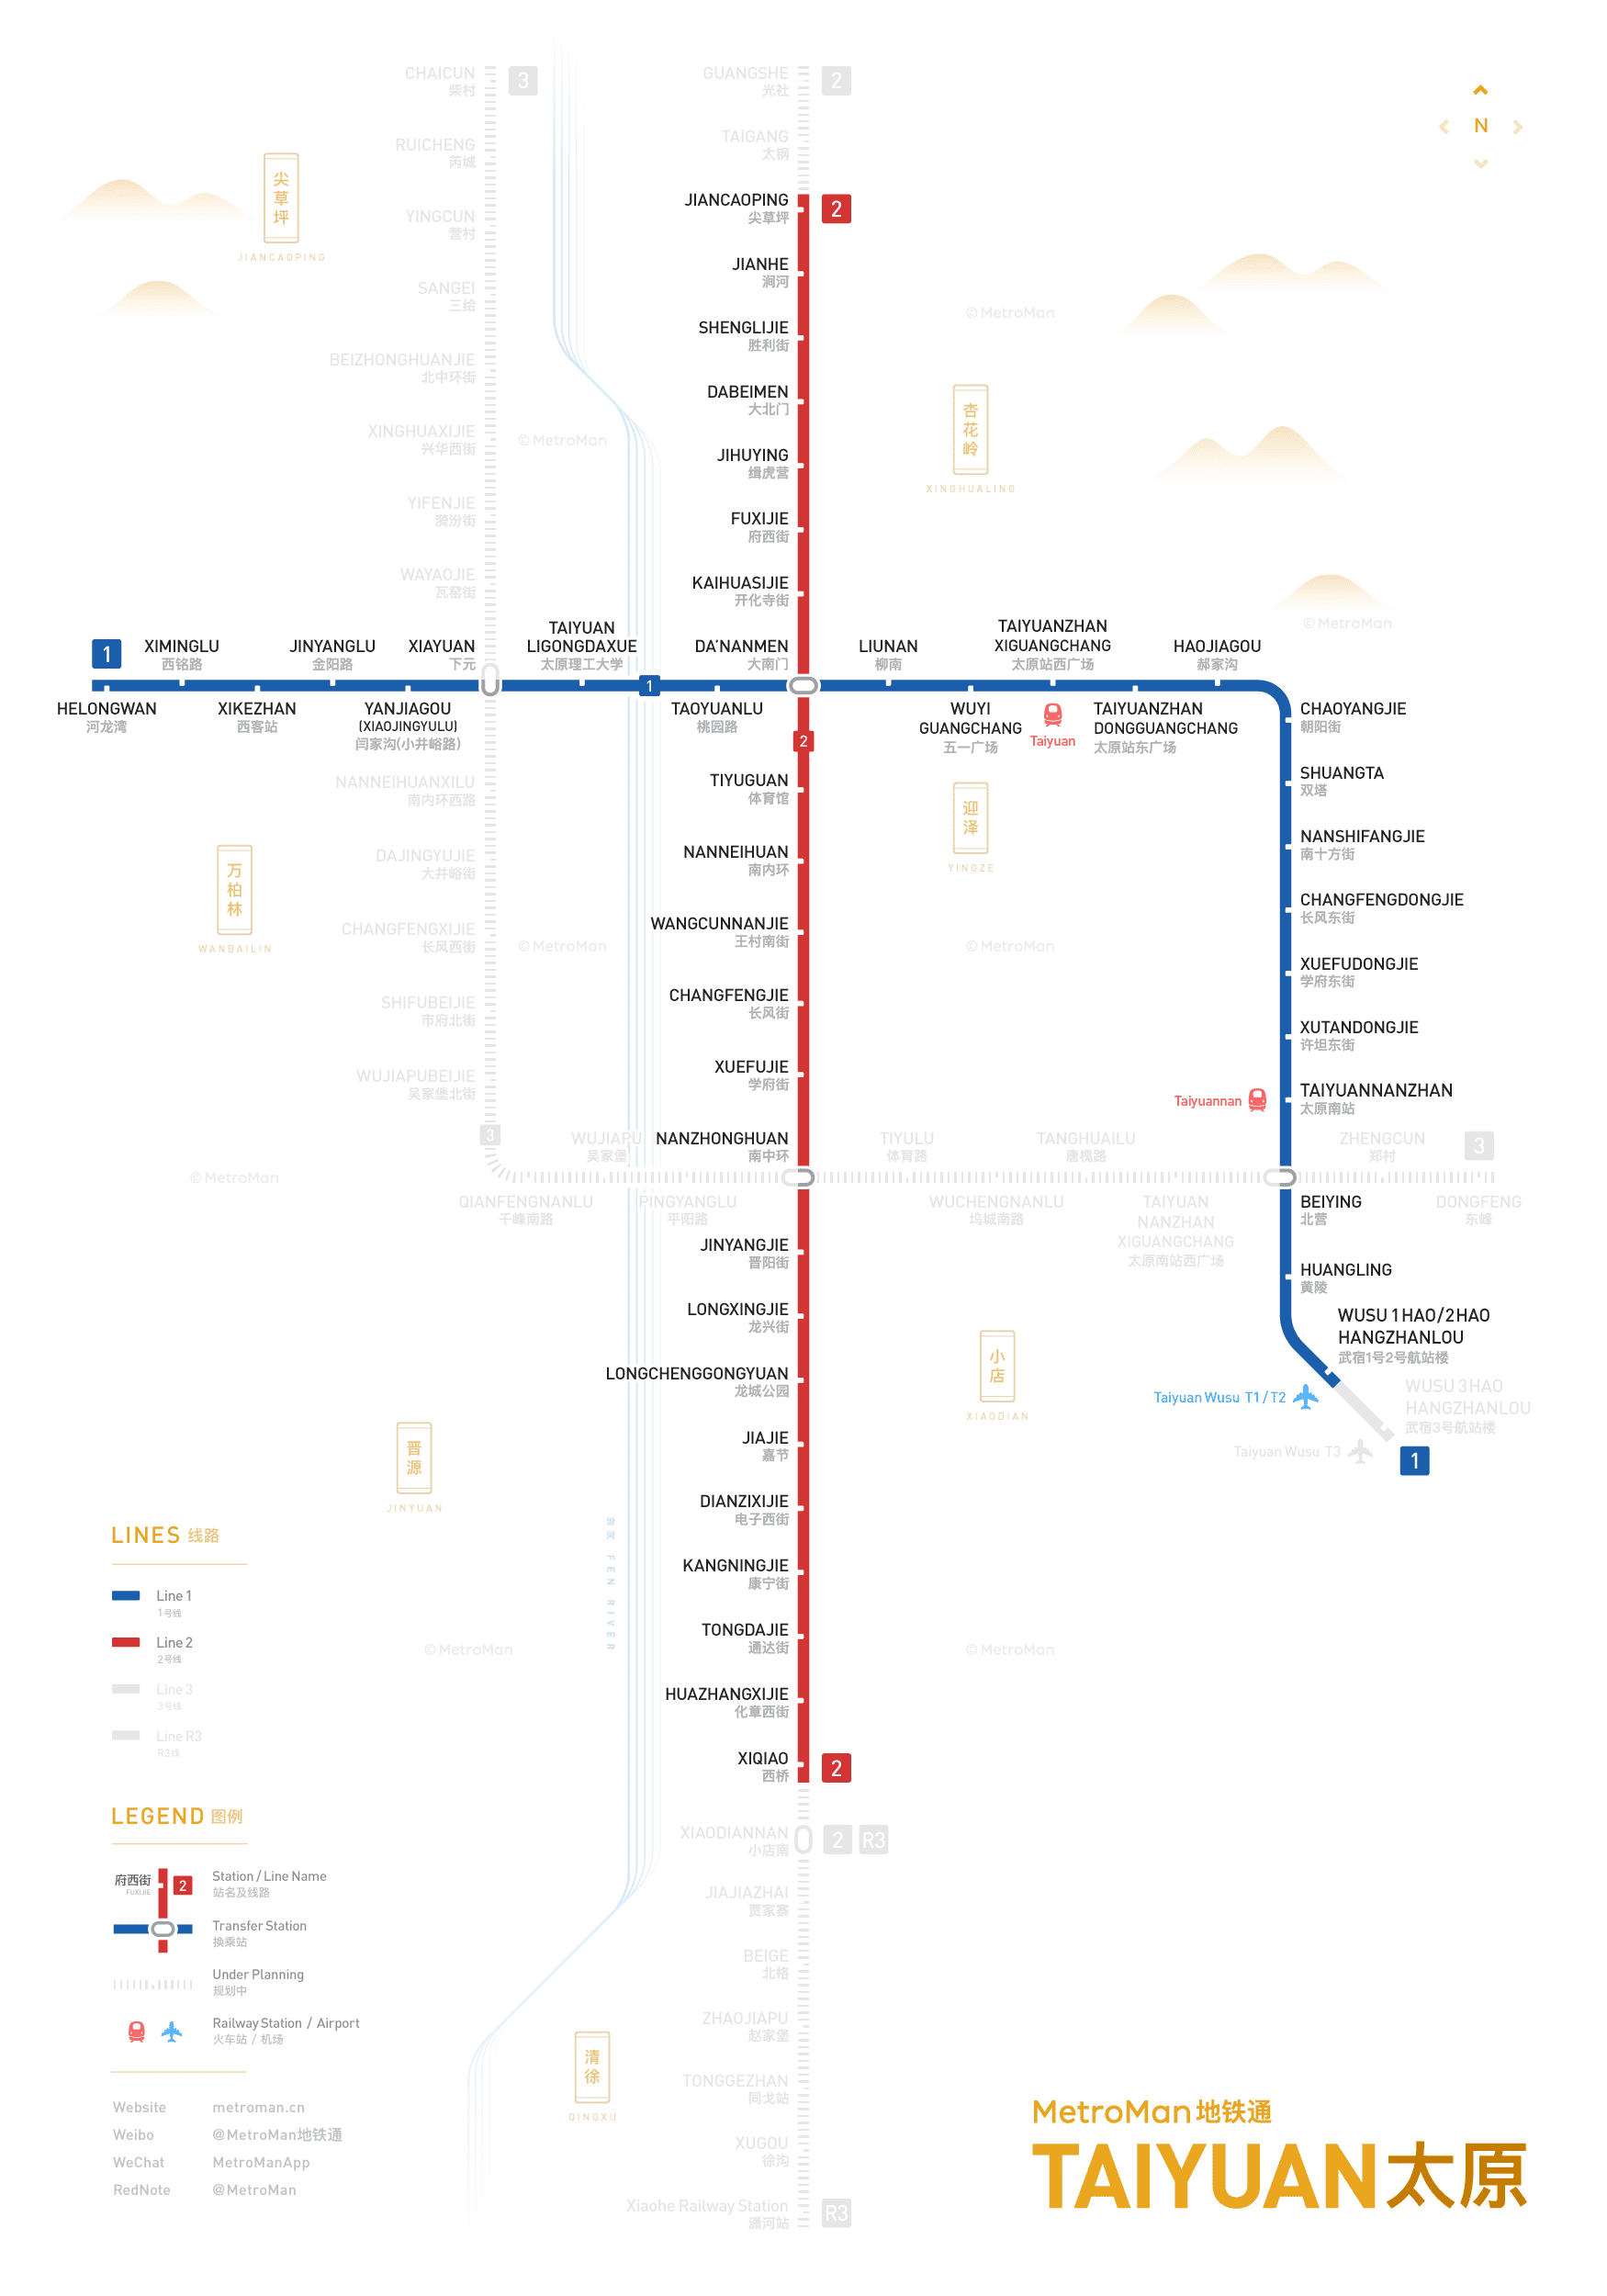 CHAICUN
柴村
3
RUICHENG
芮城
YINGCUN
营村
SANGEI
三给
BEIZHONGHUANJIE
北中环街
XINGHUAXIJIE
兴华西街
YIFENJIE
漪汾街
WAYAOJIE
瓦窑街
GUANGSHE
光社
2
TAIGANG
太钢
JIANCAOPING
尖草坪
2
JIANHE
涧河
SHENGLIJIE
胜利街
DABEIMEN
大北门
JIHUYING
缉虎营
FUXIJIE
府西街
KAIHUASIJIE
开化寺街
N
尖草坪
JIANCAOPING
杏花岭
XINGHUALING
© MetroMan
© MetroMan
© MetroMan
1
XIMINGLU
西铭路
JINYANGLU
金阳路
XIAYUAN
下元
TAIYUAN
LIGONGDAXUE
太原理工大学
DA'NANMEN
大南门
LIUNAN
柳南
TAIYUANZHAN
XIGUANGCHANG
太原站西广场
HAOJIAGOU
郝家沟
1
HELONGWAN
河龙湾
XIKEZHAN
西客站
YANJIAGOU
(XIAOJINGYULU)
闫家沟(小井峪路)
TAOYUANLU
桃园路
2
WUYI
GUANGCHANG
五一广场
Taiyuan
TAIYUANZHAN
DONGGUANGCHANG
太原站东广场
CHAOYANGJIE
朝阳街
SHUANGTA
双塔
NANSHIFANGJIE
南十方街
CHANGFENGDONGJIE
长风东街
XUEFUDONGJIE
学府东街
XUTANDONGJIE
许坦东街
Taiyuannan
TAIYUANNANZHAN
太原南站
NANNEIHUANXILU
南内环西路
DAJINGYUJIE
大井峪街
CHANGFENGXIJIE
长风西街
SHIFUBEIJIE
市府北街
WUJIAPUBEIJIE
吴家堡北街
万柏林
WANBAILIN
迎泽
YINGZE
© MetroMan
© MetroMan
© MetroMan
TIYUGUAN
体育馆
NANNEIHUAN
南内环
WANGCUNNANJIE
王村南街
CHANGFENGJIE
长风街
XUEFUJIE
学府街
3
WUJIAPU
吴家堡
NANZHONGHUAN
南中环
TIYULU
体育路
TANGHUAILU
唐槐路
ZHENGCUN
郑村
3
QIANFENGNANLU
千峰南路
PINGYANGLU
平阳路
WUCHENGNANLU
坞城南路
TAIYUAN
NANZHAN
XIGUANGCHANG
太原南站西广场
BEIYING
北营
DONGFENG
东峰
HUANGLING
黄陵
WUSU 1 HAO/2 HAO
HANGZHANLOU
武宿1号2号航站楼
Taiyuan Wusu T1/T2
WUSU 3 HAO
HANGZHANLOU
武宿3号航站楼
Taiyuan Wusu T3
1
JINYANGJIE
晋阳街
LONGXINGJIE
龙兴街
LONGCHENGGONGYUAN
龙城公园
JIAJIE
嘉节
DIANZIXIJIE
电子西街
KANGNINGJIE
康宁街
TONGDAJIE
通达街
HUAZHANGXIJIE
化章西街
XIQIAO
西桥
2
小店
XIAODIAN
晋源
JINYUAN
汾河 FEN RIVER
© MetroMan
© MetroMan
XIAODIANNAN
小店南
2
R3
JIAJIAZHAI
贾家寨
BEIGE
北格
ZHAOJIAPU
赵家堡
TONGGEZHAN
同戈站
XUGOU
徐沟
Xiaohe Railway Station
潇河站
R3
清徐
QINGXU
LINES 线路
Line 1
1号线
Line 2
2号线
Line 3
3号线
Line R3
R3线
LEGEND 图例
府西街
FUXIJIE
2
Station / Line Name
站名及线路
Transfer Station
换乘站
Under Planning
规划中
Railway Station / Airport
火车站 / 机场
Website metroman.cn
Weibo @MetroMan地铁通
WeChat MetroManApp
RedNote @MetroMan
MetroMan 地铁通
TAIYUAN 太原